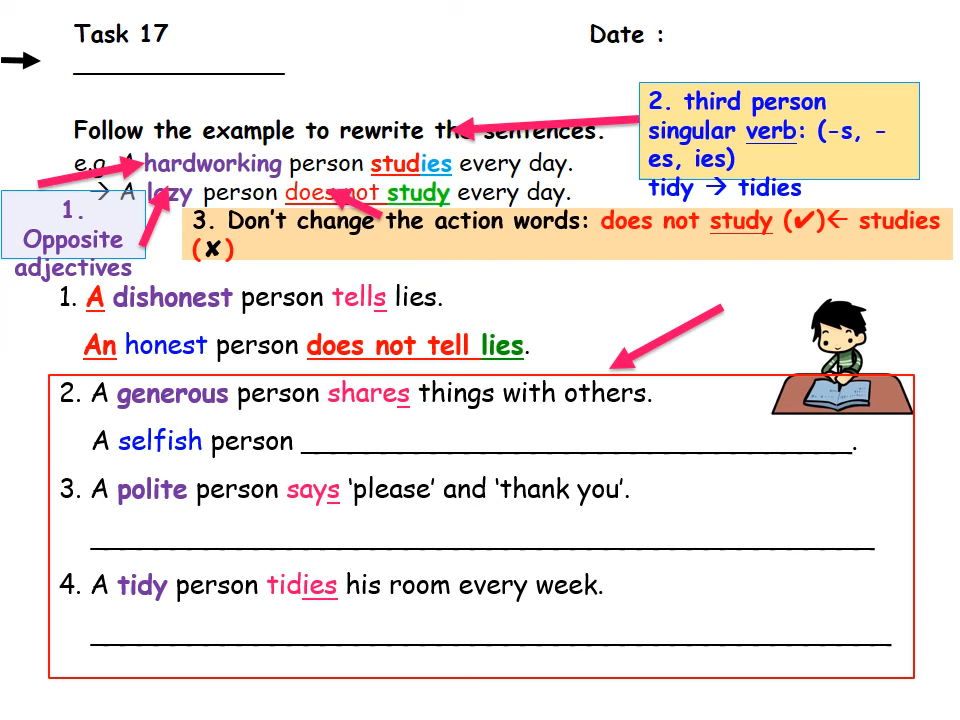 Task 17 Date :
______________
2. third person
singular verb: (-s, -
es, ies)
tidy → tidies
Follow the example to rewrite the sentences.
e.g. A hardworking person studies every day.
→ A lazy person does not study every day.
1.
Opposite
adjectives
3. Don't change the action words: does not study (✔)← studies
(✘)
1. A dishonest person tells lies.
An honest person does not tell lies.
2. A generous person shares things with others.
A selfish person ____________________________________.
3. A polite person says ‘please’ and ‘thank you’.
___________________________________________________
4. A tidy person tidies his room every week.
____________________________________________________